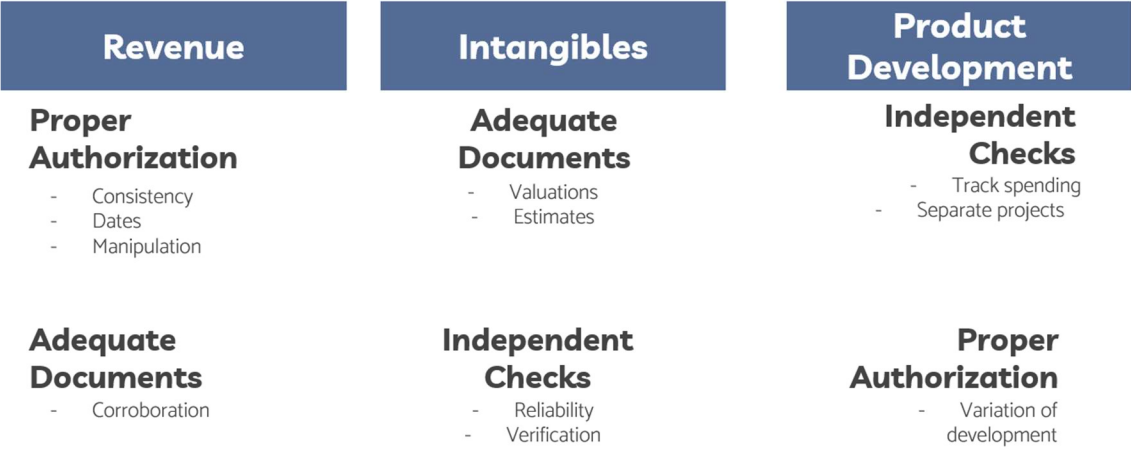 Revenue
Proper
Authorization
- Consistency
- Dates
- Manipulation
Adequate
Documents
- Corroboration
Intangibles
Adequate
Documents
- Valuations
- Estimates
Independent
Checks
- Reliability
- Verification
Product
Development
Independent
Checks
- Track spending
- Separate projects
Proper
Authorization
- Variation of
development